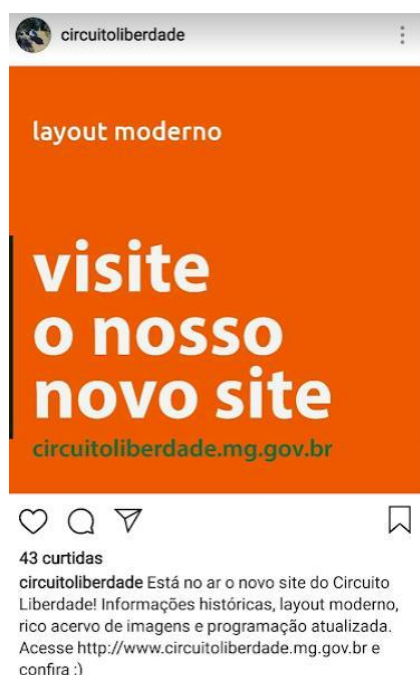 circuitoliberdade
layout moderno
visite
o nosso
novo site
circuitoliberdade.mg.gov.br
43 curtidas
circuitoliberdade Está no ar o novo site do Circuito
Liberdade! Informações históricas, layout moderno,
rico acervo de imagens e programação atualizada.
Acesse http://www.circuitoliberdade.mg.gov.br e
confira :)